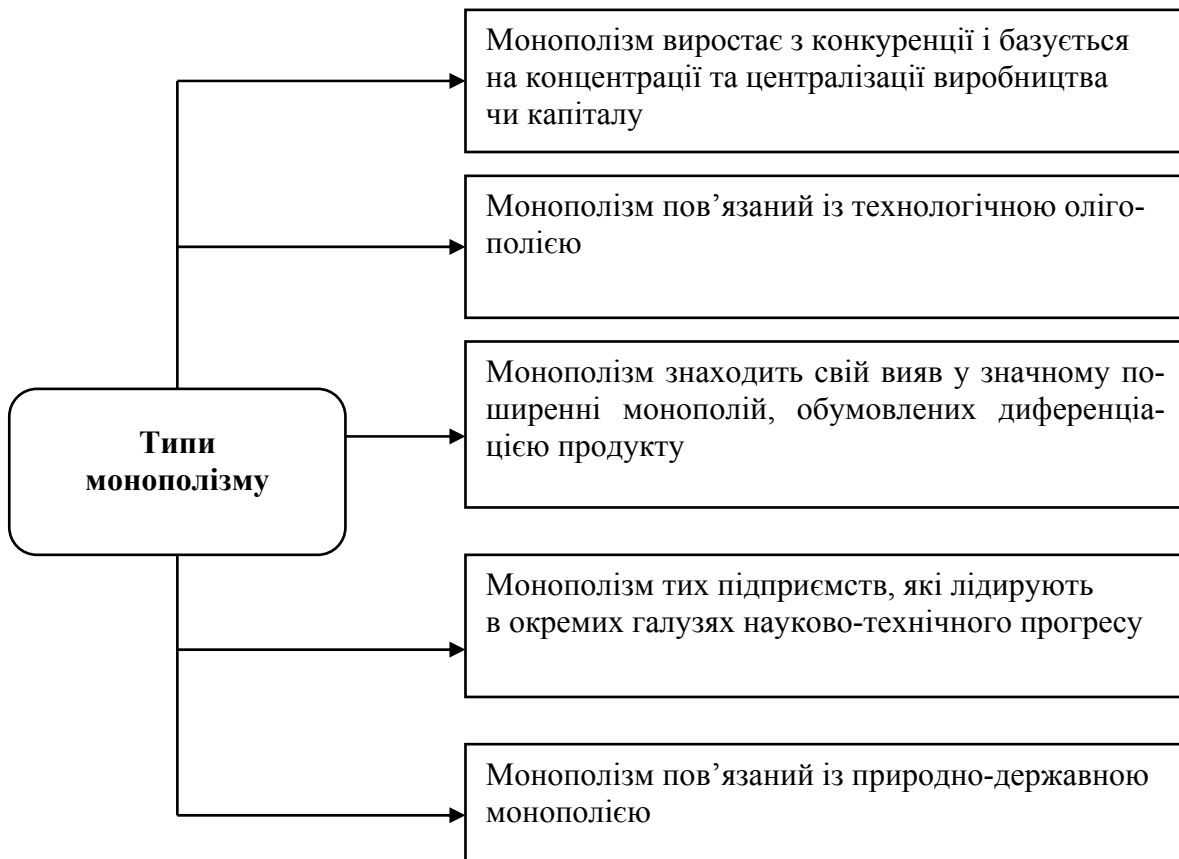 Монополізм виростає з конкуренції і базується
на концентрації та централізації виробництва
чи капіталу
Монополізм пов’язаний із технологічною оліго-
полією
Монополізм знаходить свій вияв у значному по-
ширенні монополій, обумовлених диференціа-
цією продукту
Типи
монополізму
Монополізм тих підприємств, які лідирують
в окремих галузях науково-технічного прогресу
Монополізм пов’язаний із природно-державною
монополією